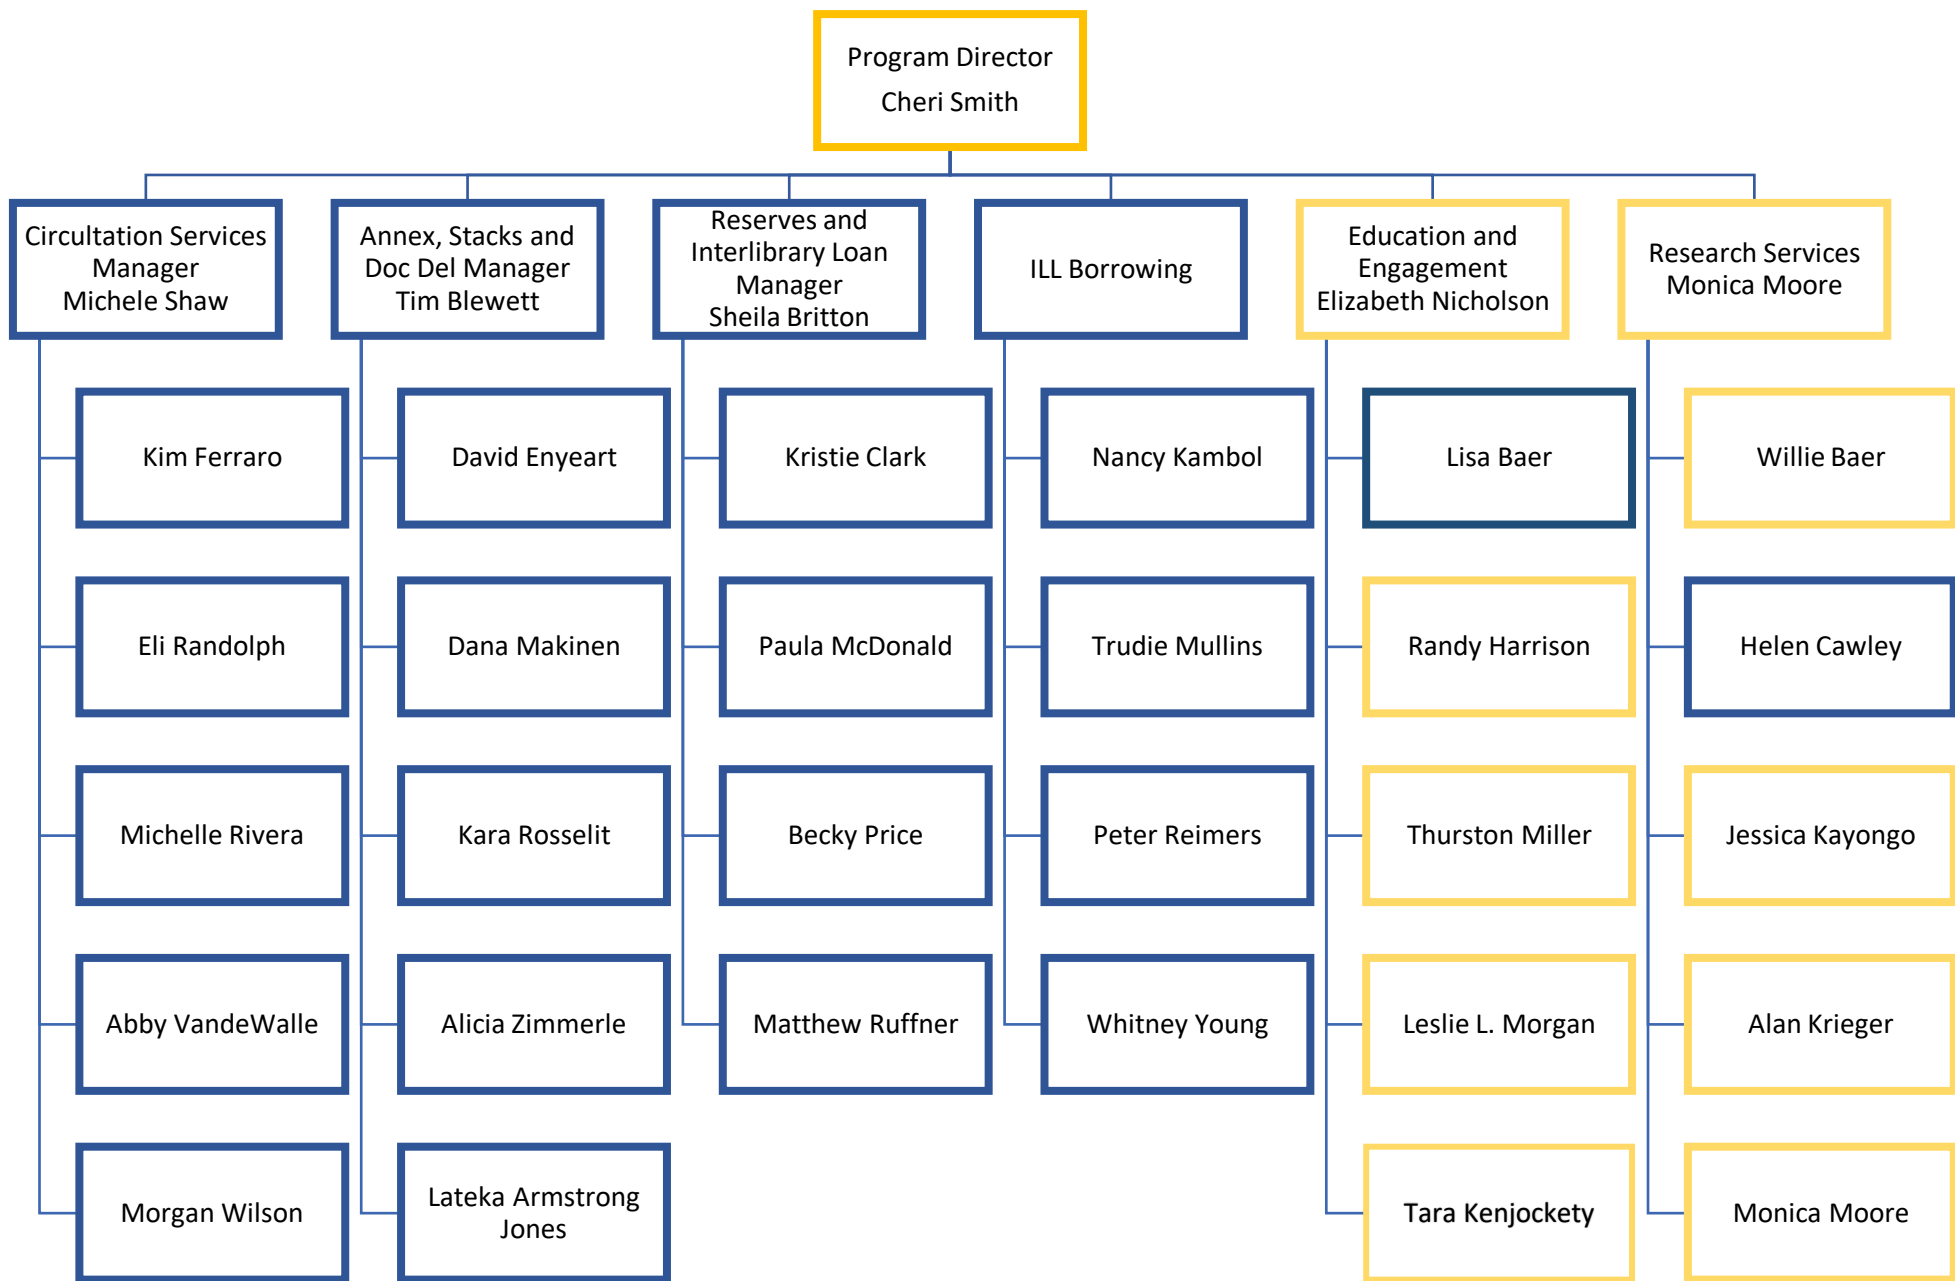 Program Director
Cheri Smith
Circultation Services
Manager
Michele Shaw
Annex, Stacks and
Doc Del Manager
Tim Blewett
Reserves and
Interlibrary Loan
Manager
Sheila Britton
ILL Borrowing
Education and
Engagement
Elizabeth Nicholson
Research Services
Monica Moore
Kim Ferraro
David Enyeart
Kristie Clark
Nancy Kambol
Lisa Baer
Willie Baer
Eli Randolph
Dana Makinen
Paula McDonald
Trudie Mullins
Randy Harrison
Helen Cawley
Michelle Rivera
Kara Rosselit
Becky Price
Peter Reimers
Thurston Miller
Jessica Kayongo
Abby VandeWalle
Alicia Zimmerle
Matthew Ruffner
Whitney Young
Leslie L. Morgan
Alan Krieger
Morgan Wilson
Lateka Armstrong
Jones
Tara Kenjockety
Monica Moore